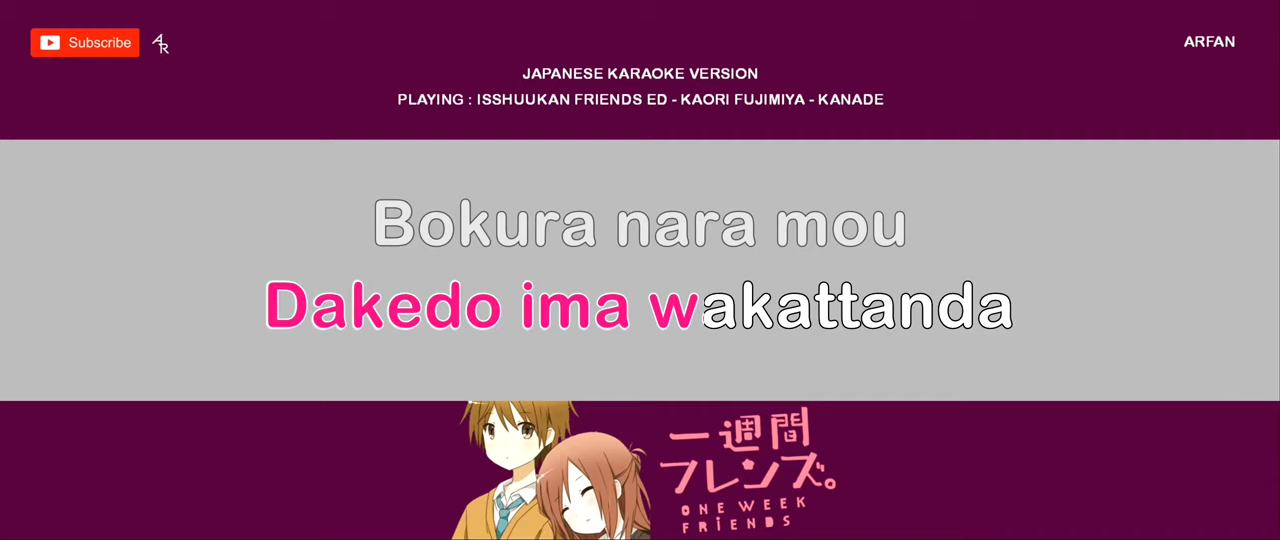 Subscribe
AR
ARFAN
JAPANESE KARAOKE VERSION
PLAYING : ISSHUUKAN FRIENDS ED - KAORI FUJIMIYA - KANADE
Bokura nara mou
Dakedo ima wakattanda
一週間
フレンズ。
ONE WEEK
FRiENDS